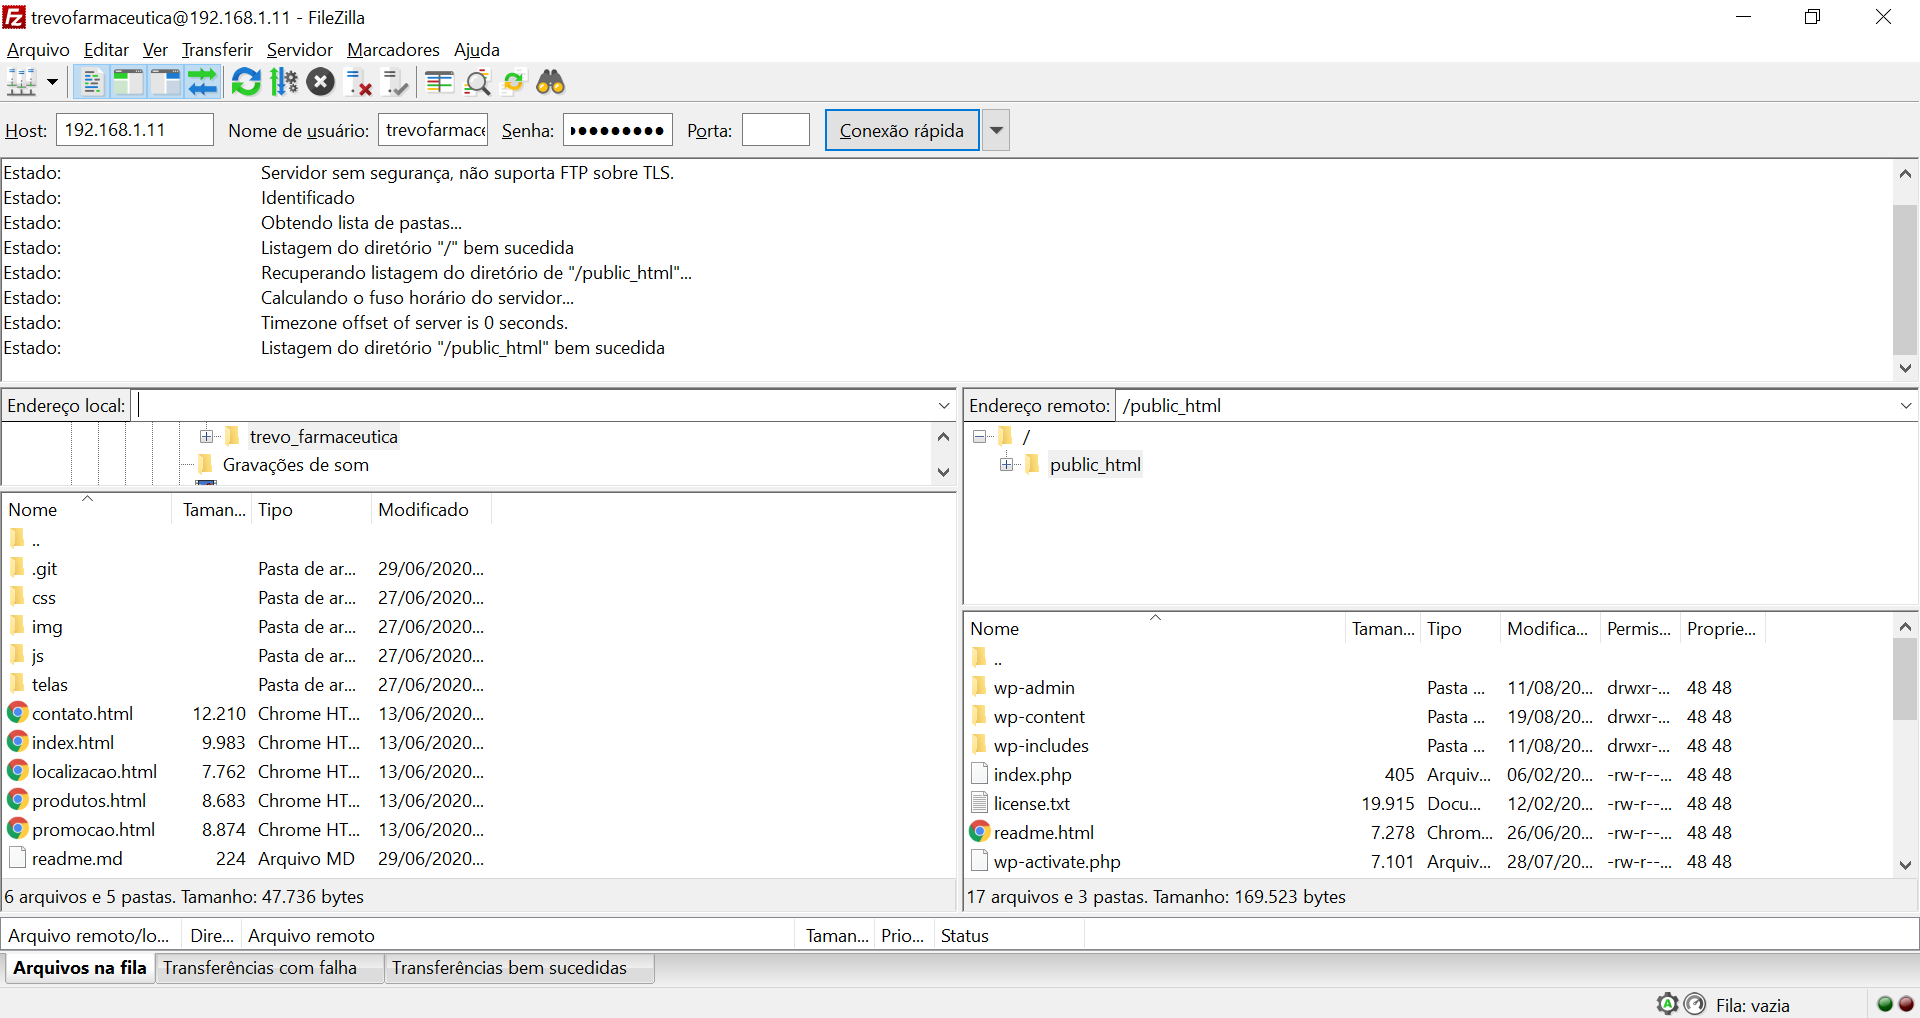 trevofarmaceutica@192.168.1.11 - FileZilla
Arquivo Editar Ver Transferir Servidor Marcadores Ajuda
Host: 192.168.1.11 Nome de usuário: trevofarmac Senha: ●●●●●●●●● Porta: Conexão rápida
Estado: Servidor sem segurança, não suporta FTP sobre TLS.
Estado: Identificado
Estado: Obtendo lista de pastas...
Estado: Listagem do diretório "/" bem sucedida
Estado: Recuperando listagem do diretório de "/public_html"...
Estado: Calculando o fuso horário do servidor...
Estado: Timezone offset of server is 0 seconds.
Estado: Listagem do diretório "/public_html" bem sucedida
Endereço local:
trevo_farmaceutica
Gravações de som
Nome Taman... Tipo Modificado
..
.git Pasta de ar... 29/06/2020...
css Pasta de ar... 27/06/2020...
img Pasta de ar... 27/06/2020...
js Pasta de ar... 27/06/2020...
telas Pasta de ar... 27/06/2020...
contato.html 12.210 Chrome HT... 13/06/2020...
index.html 9.983 Chrome HT... 13/06/2020...
localizacao.html 7.762 Chrome HT... 13/06/2020...
produtos.html 8.683 Chrome HT... 13/06/2020...
promocao.html 8.874 Chrome HT... 13/06/2020...
readme.md 224 Arquivo MD 29/06/2020...
6 arquivos e 5 pastas. Tamanho: 47.736 bytes
Endereço remoto: /public_html
/
public_html
Nome Taman... Tipo Modifica... Permis... Proprie...
..
wp-admin Pasta ... 11/08/20... drwxr-... 48 48
wp-content Pasta ... 19/08/20... drwxr-... 48 48
wp-includes Pasta ... 11/08/20... drwxr-... 48 48
index.php 405 Arquiv... 06/02/20... -rw-r--... 48 48
license.txt 19.915 Docu... 12/02/20... -rw-r--... 48 48
readme.html 7.278 Chrom... 26/06/20... -rw-r--... 48 48
wp-activate.php 7.101 Arquiv... 28/07/20... -rw-r--... 48 48
17 arquivos e 3 pastas. Tamanho: 169.523 bytes
Arquivo remoto/lo... Dire... Arquivo remoto Taman... Prio... Status
Arquivos na fila Transferências com falha Transferências bem sucedidas
Fila: vazia